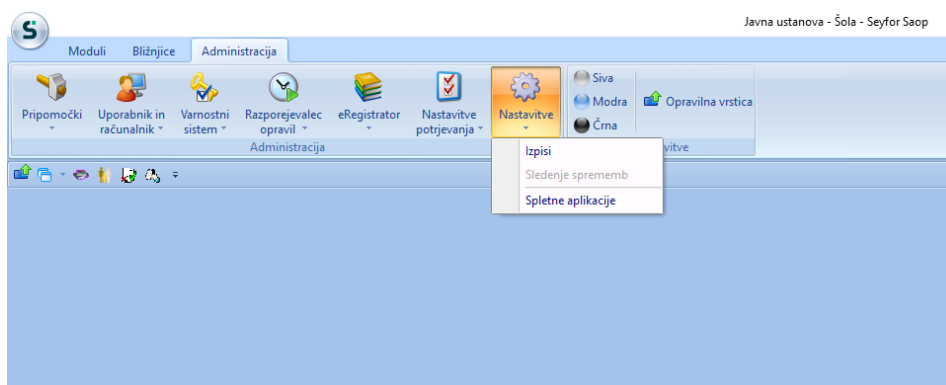 Javna ustanova - Šola - Seyfor Saop
Moduli Bližnjice Administracija
Pripomočki
Uporabnik in
računalnik
Varnostni
sistem
Razporejevalec
opravil
eRegistrator
Nastavitve
potrjevanja
Nastavitve
Siva
Modra
Črna
Opravilna vrstica
Administracija
vitve
Izpisi
Sledenje sprememb
Spletne aplikacije